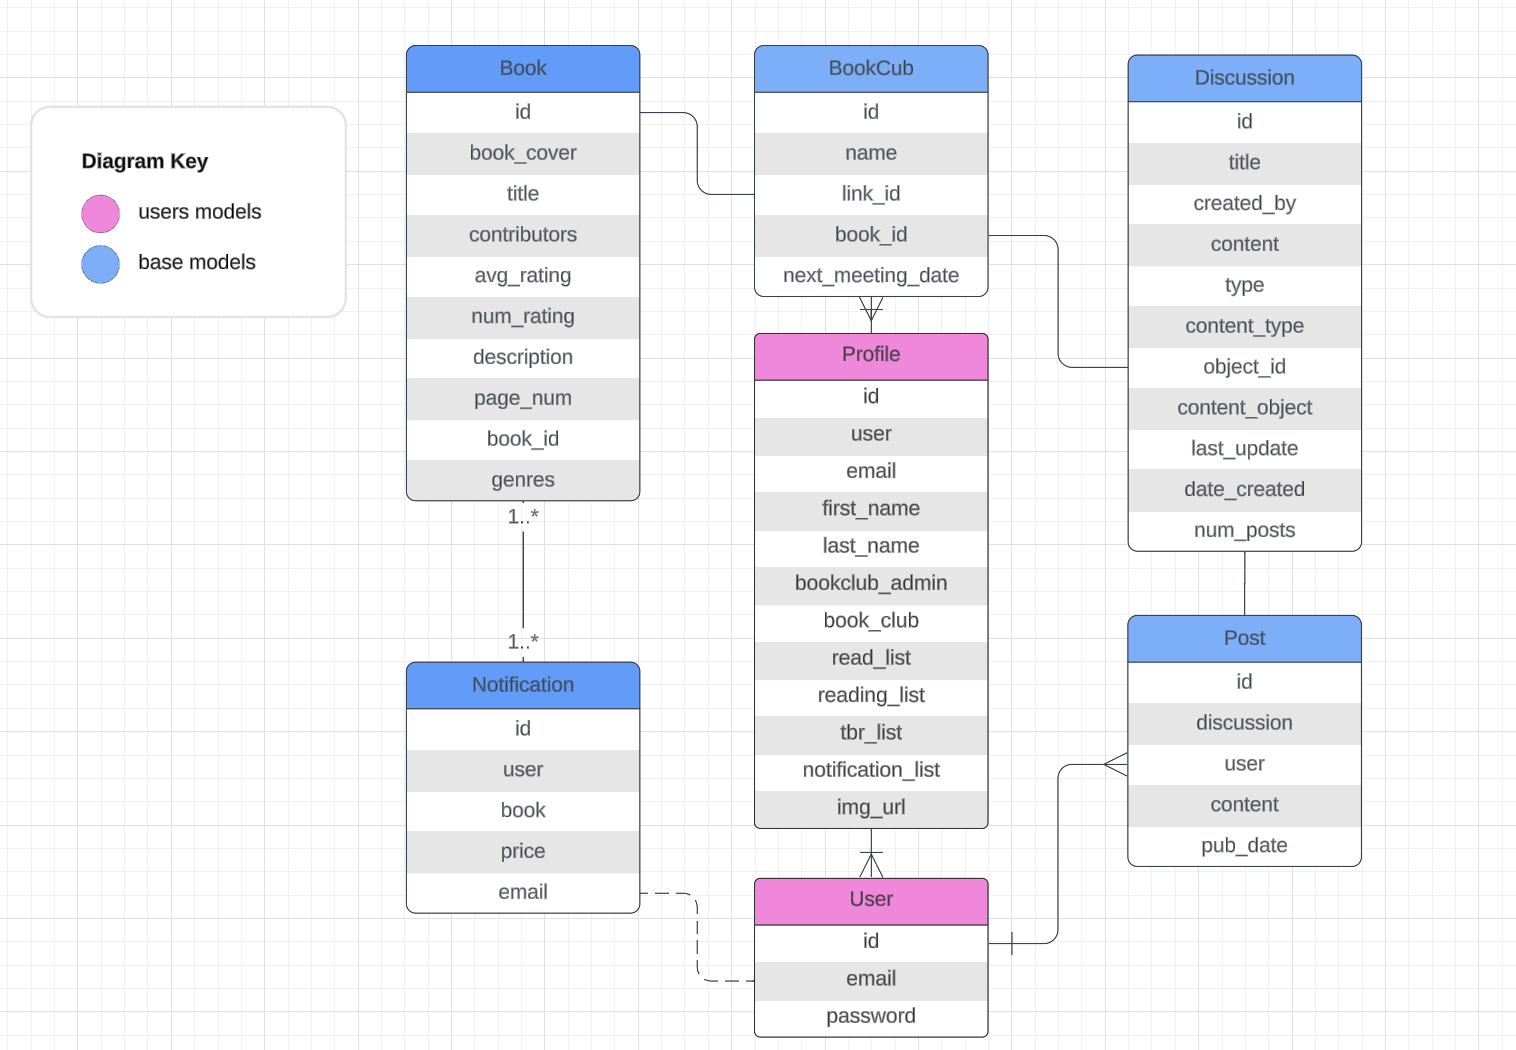 Diagram Key
users models
base models
Book
id
book_cover
title
contributors
avg_rating
num_rating
description
page_num
book_id
genres
1..*
1..*
Notification
id
user
book
price
email
BookCub
id
name
link_id
book_id
next_meeting_date
Profile
id
user
email
first_name
last_name
bookclub_admin
book_club
read_list
reading_list
tbr_list
notification_list
img_url
User
id
email
password
Discussion
id
title
created_by
content
type
content_type
object_id
content_object
last_update
date_created
num_posts
Post
id
discussion
user
content
pub_date